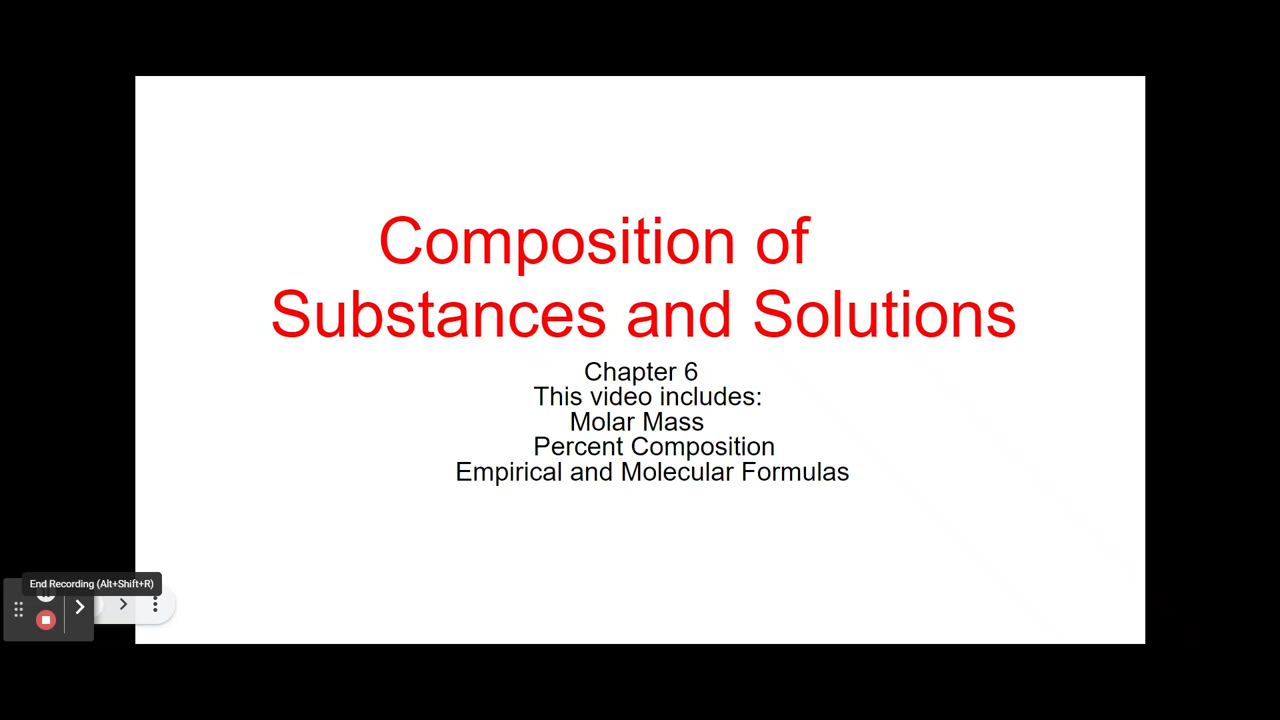 Composition of
Substances and Solutions
Chapter 6
This video includes:
Molar Mass
Percent Composition
Empirical and Molecular Formulas
End Recording (Alt+Shift+R)